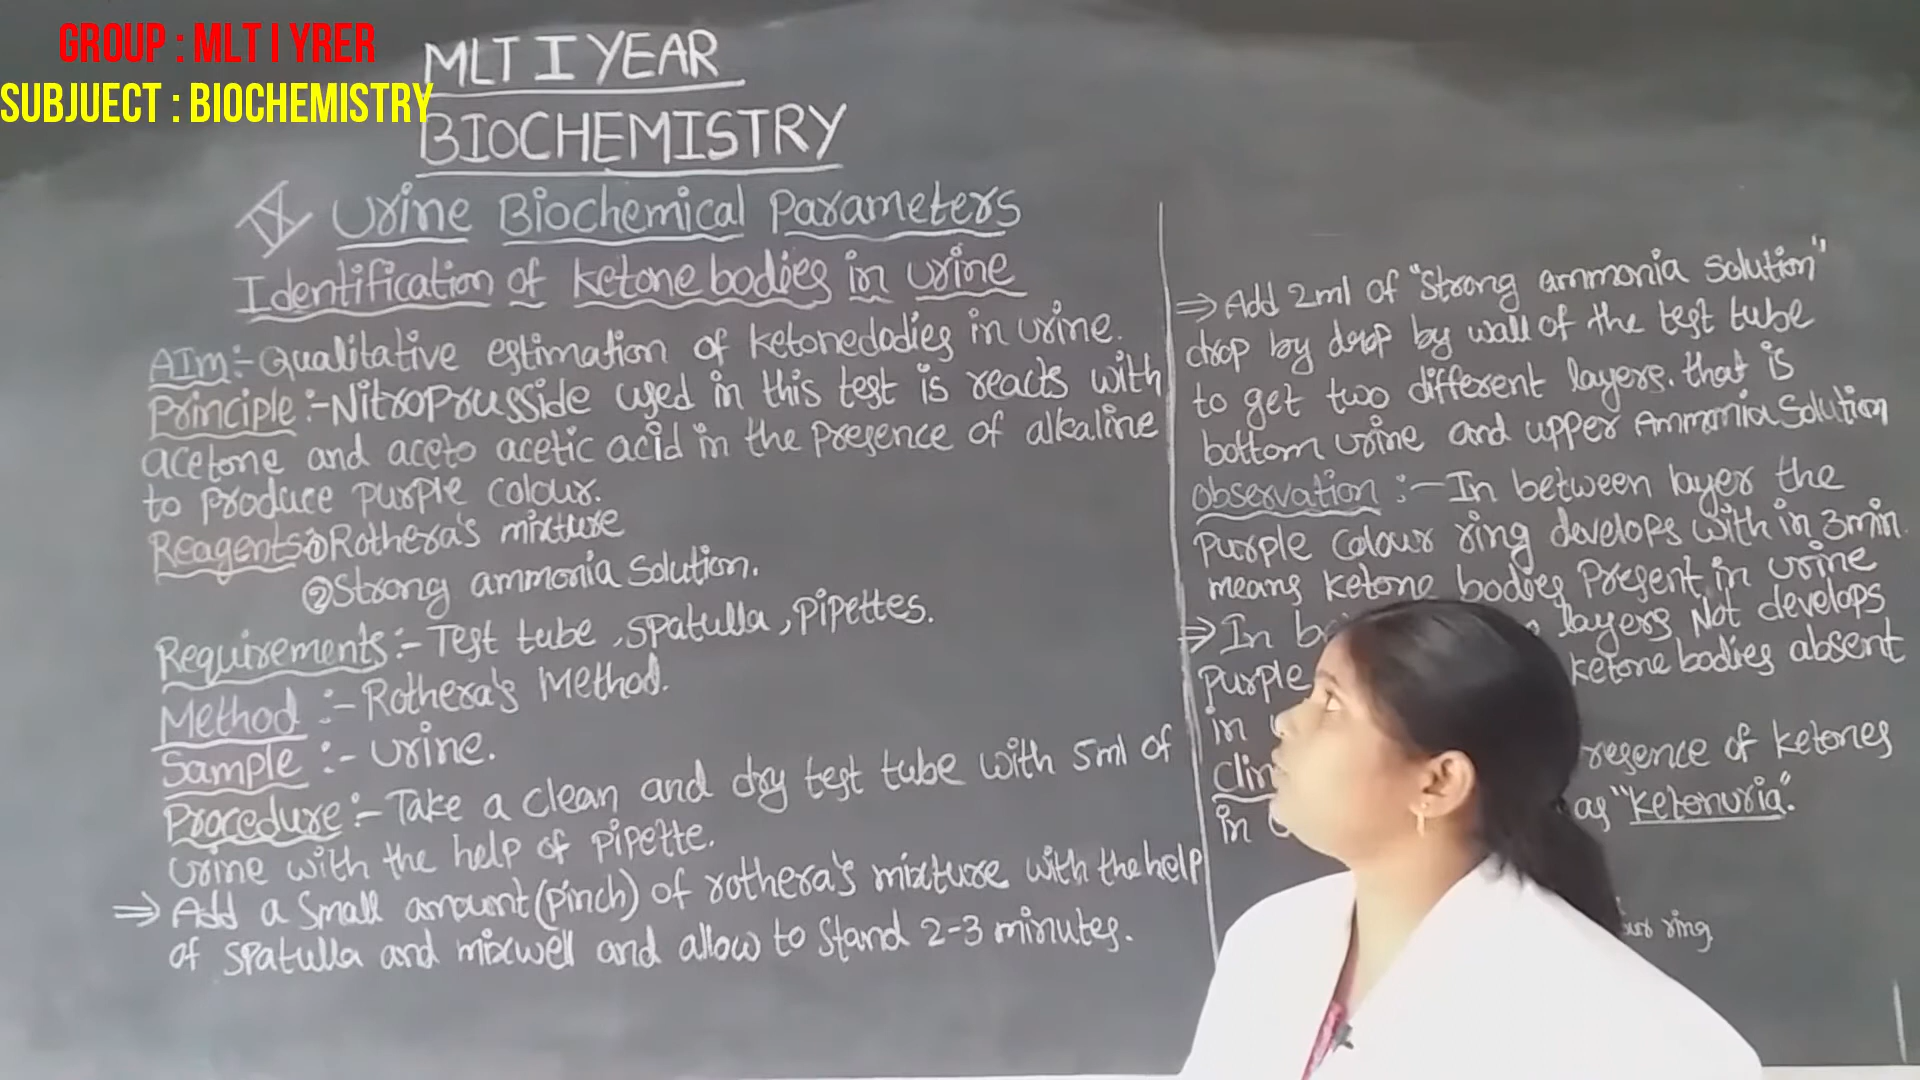 GROUP : MLT I YRER
SUBJUECT : BIOCHEMISTRY
MLT I YEAR
BIOCHEMISTRY
IX Urine Biochemical Parameters
Identification of Ketone bodies in urine
AIm:- Qualitative estimation of ketonedodies in urine.
Principle:- Nitroprusside used in this test is reacts with
acetone and aceto acetic acid in the presence of alkaline
to produce purple colour.
Reagents:① Rothera's mixture
② Strong ammonia Solution.
Requirements:- Test tube, spatulla, pipettes.
Method :- Rothera's Method.
Sample :- Urine.
Procedure:- Take a clean and dry test tube with 5ml of
urine with the help of pipette.
⇒ Add a small amount (pinch) of rothera's mixture with the help
of spatulla and mixwell and allow to stand 2-3 minutes.
⇒ Add 2ml of "Strong ammonia Solution"
drop by drop by wall of the test tube
to get two different layers. that is
bottom urine and upper Ammonia Solution
observation :- In between layer the
purple colour ring develops with in 3min
means ketone bodies present in urine
⇒ In layers Not develops
purple ketone bodies absent
in
of ketones
in as "Ketonuria".
ring